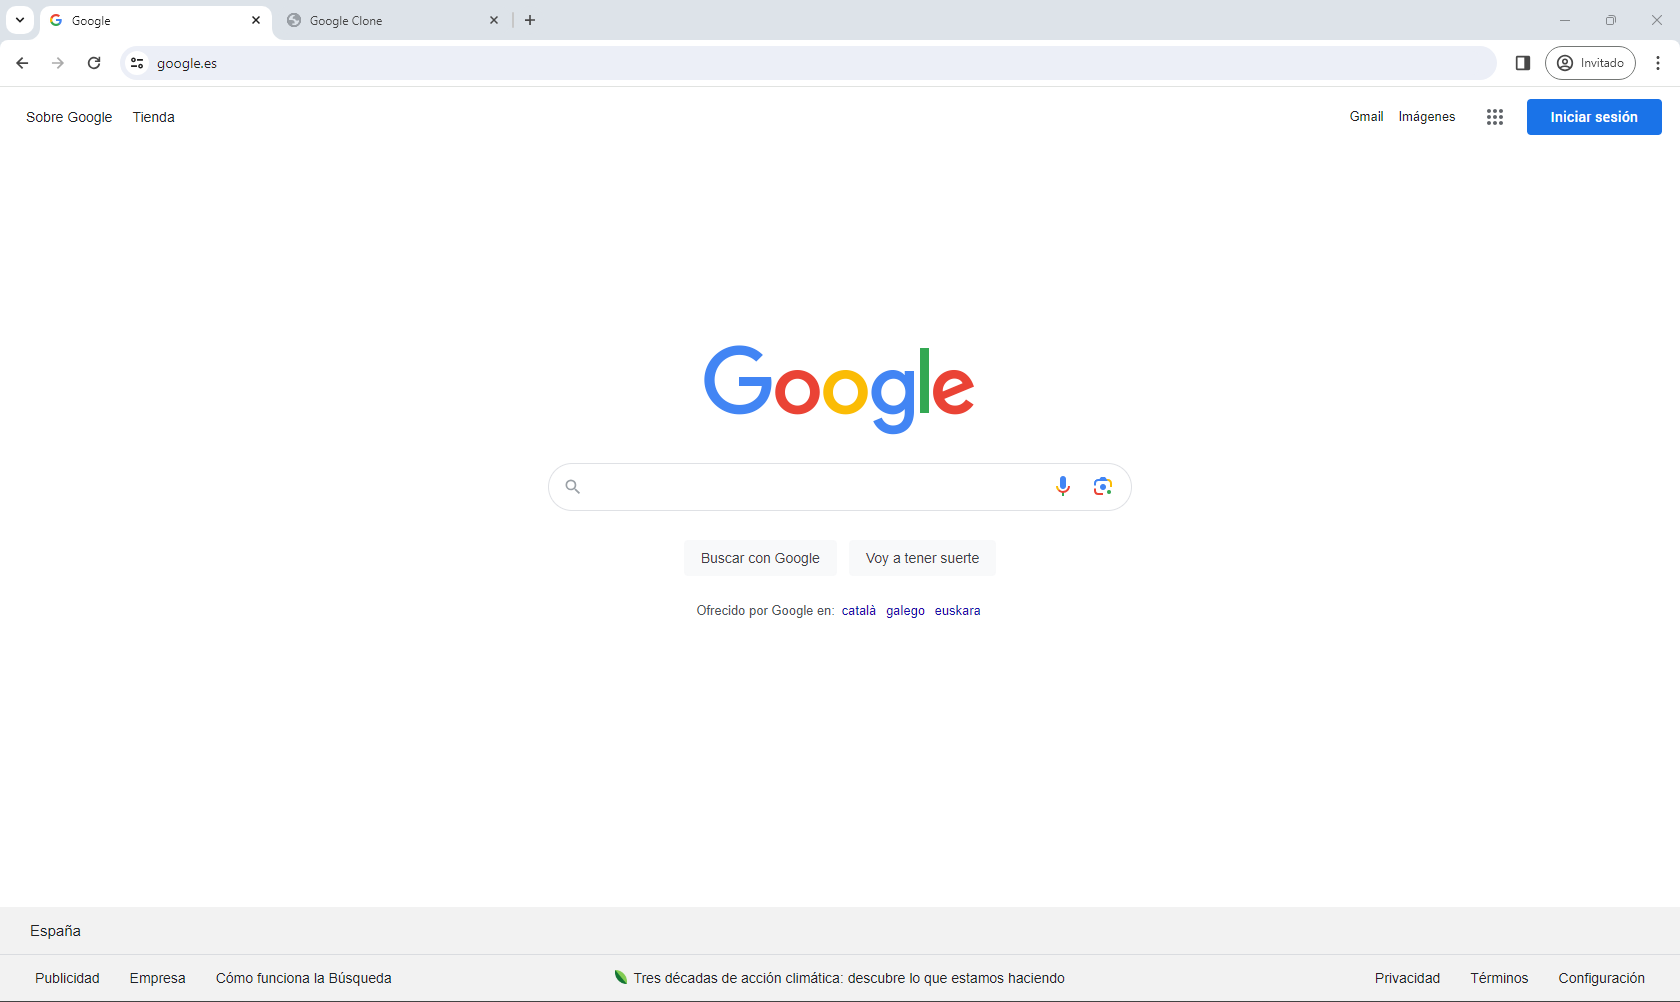 Google
Google Clone
google.es
Invitado
Sobre Google Tienda
Gmail Imágenes
Iniciar sesión
Google
Buscar con Google
Voy a tener suerte
Ofrecido por Google en: català galego euskara
España
Publicidad Empresa Cómo funciona la Búsqueda
Tres décadas de acción climática: descubre lo que estamos haciendo
Privacidad Términos Configuración